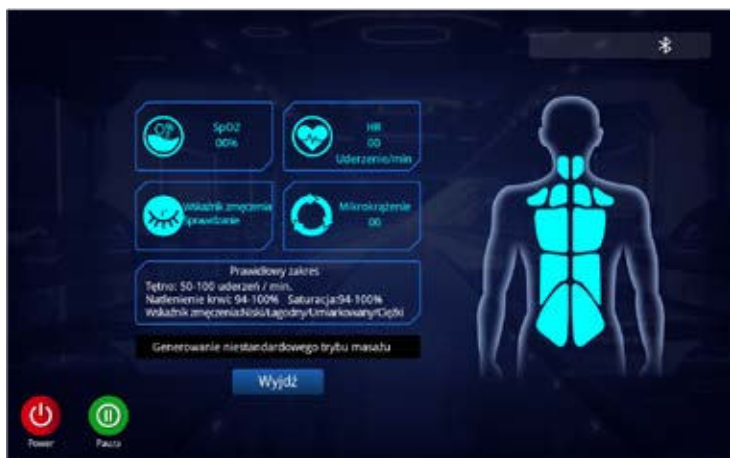 SpO2
00%
HR
00
Uderzenie/min
Wskaźnik zmęczenia
Sprawdzanie
Mikrokrążenie
00
Prawidłowy zakres
Tętno: 50-100 uderzeń / min.
Natlenienie krwi: 94-100% Saturacja:94-100%
Wskaźnik zmęczenia:Niski/Łagodny/Umiarkowany/Ciężki
Generowanie niestandardowego trybu masażu
Wyjdź
Power
Pauza